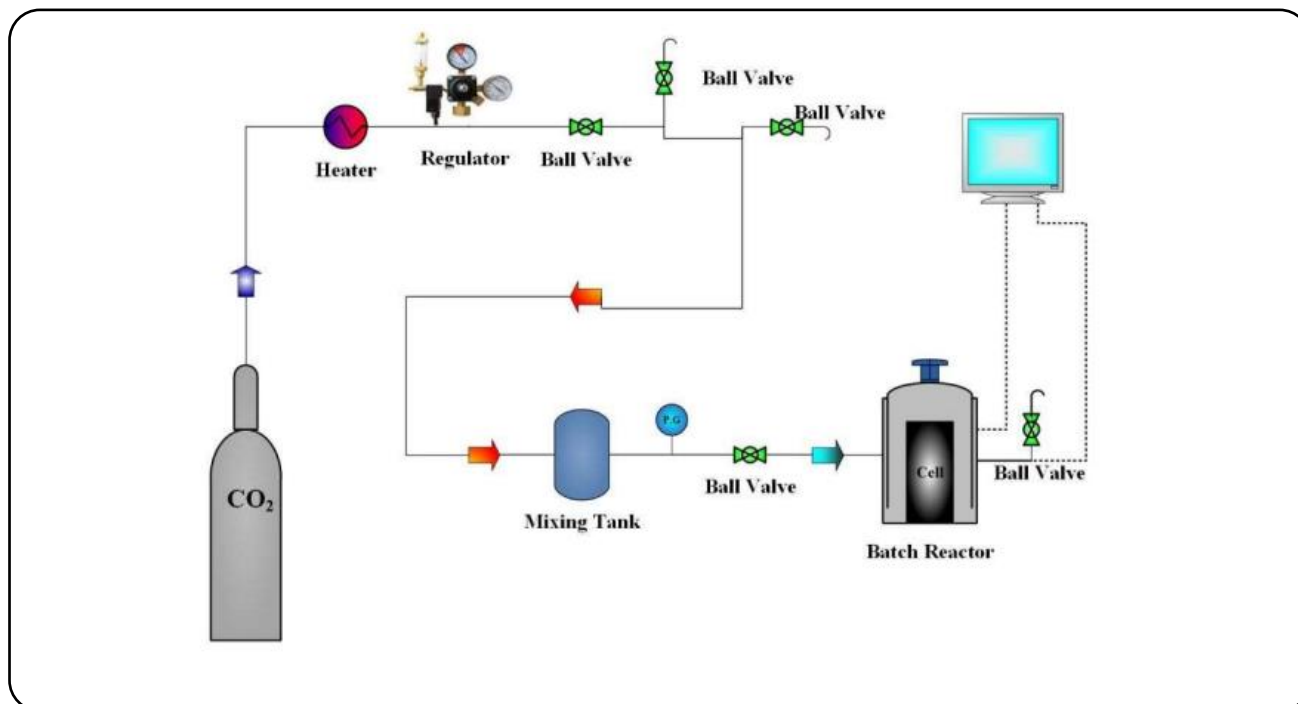 Ball Valve
Ball Valve
Heater
Regulator
Ball Valve
CO₂
P.G
Cell
Ball Valve
Ball Valve
Mixing Tank
Batch Reactor